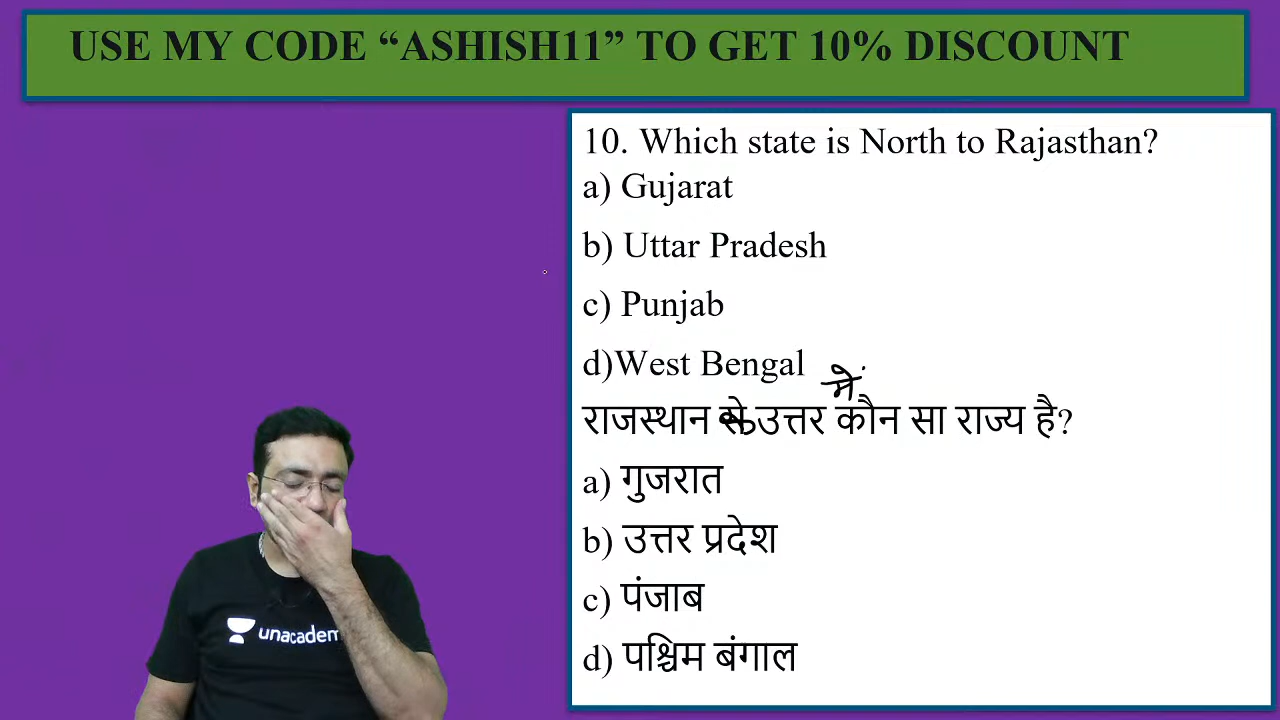 USE MY CODE “ASHISH11” TO GET 10% DISCOUNT
10. Which state is North to Rajasthan?
a) Gujarat
b) Uttar Pradesh
c) Punjab
d)West Bengal
में
राजस्थान से उत्तर कौन सा राज्य है?
a) गुजरात
b) उत्तर प्रदेश
c) पंजाब
d) पश्चिम बंगाल
unacadem